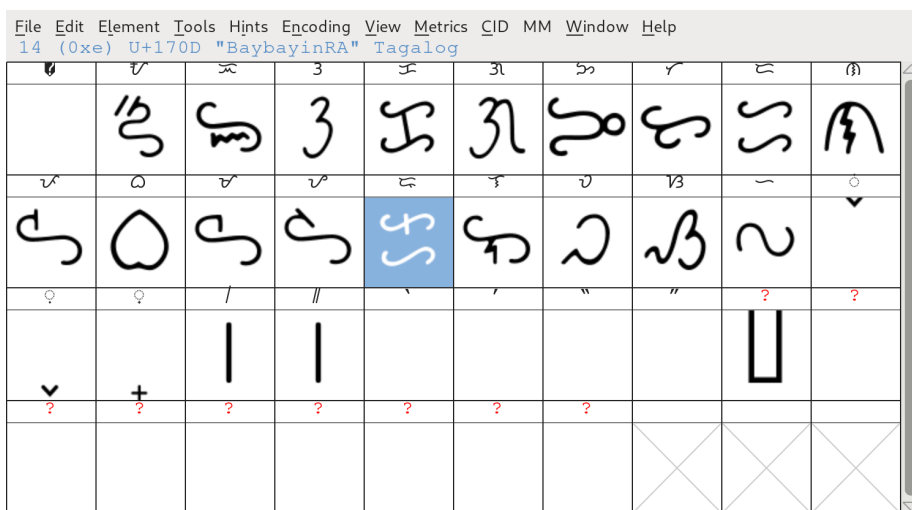 File Edit Element Tools Hints Encoding View Metrics CID MM Window Help
14 (0xe) U+170D "BaybayinRA" Tagalog
ᜀ ᜁ ᜂ ᜃ ᜄ ᜅ ᜆ ᜇ ᜈ
ᜉ ᜊ ᜋ ᜌ ᜍ ᜎ ᜏ ᜐ ᜑ ◌ᜒ
◌ᜓ ◌᜔ ᜵ ᜶ ‘ ’ “ ” ? ?
? ? ? ? ? ? ?